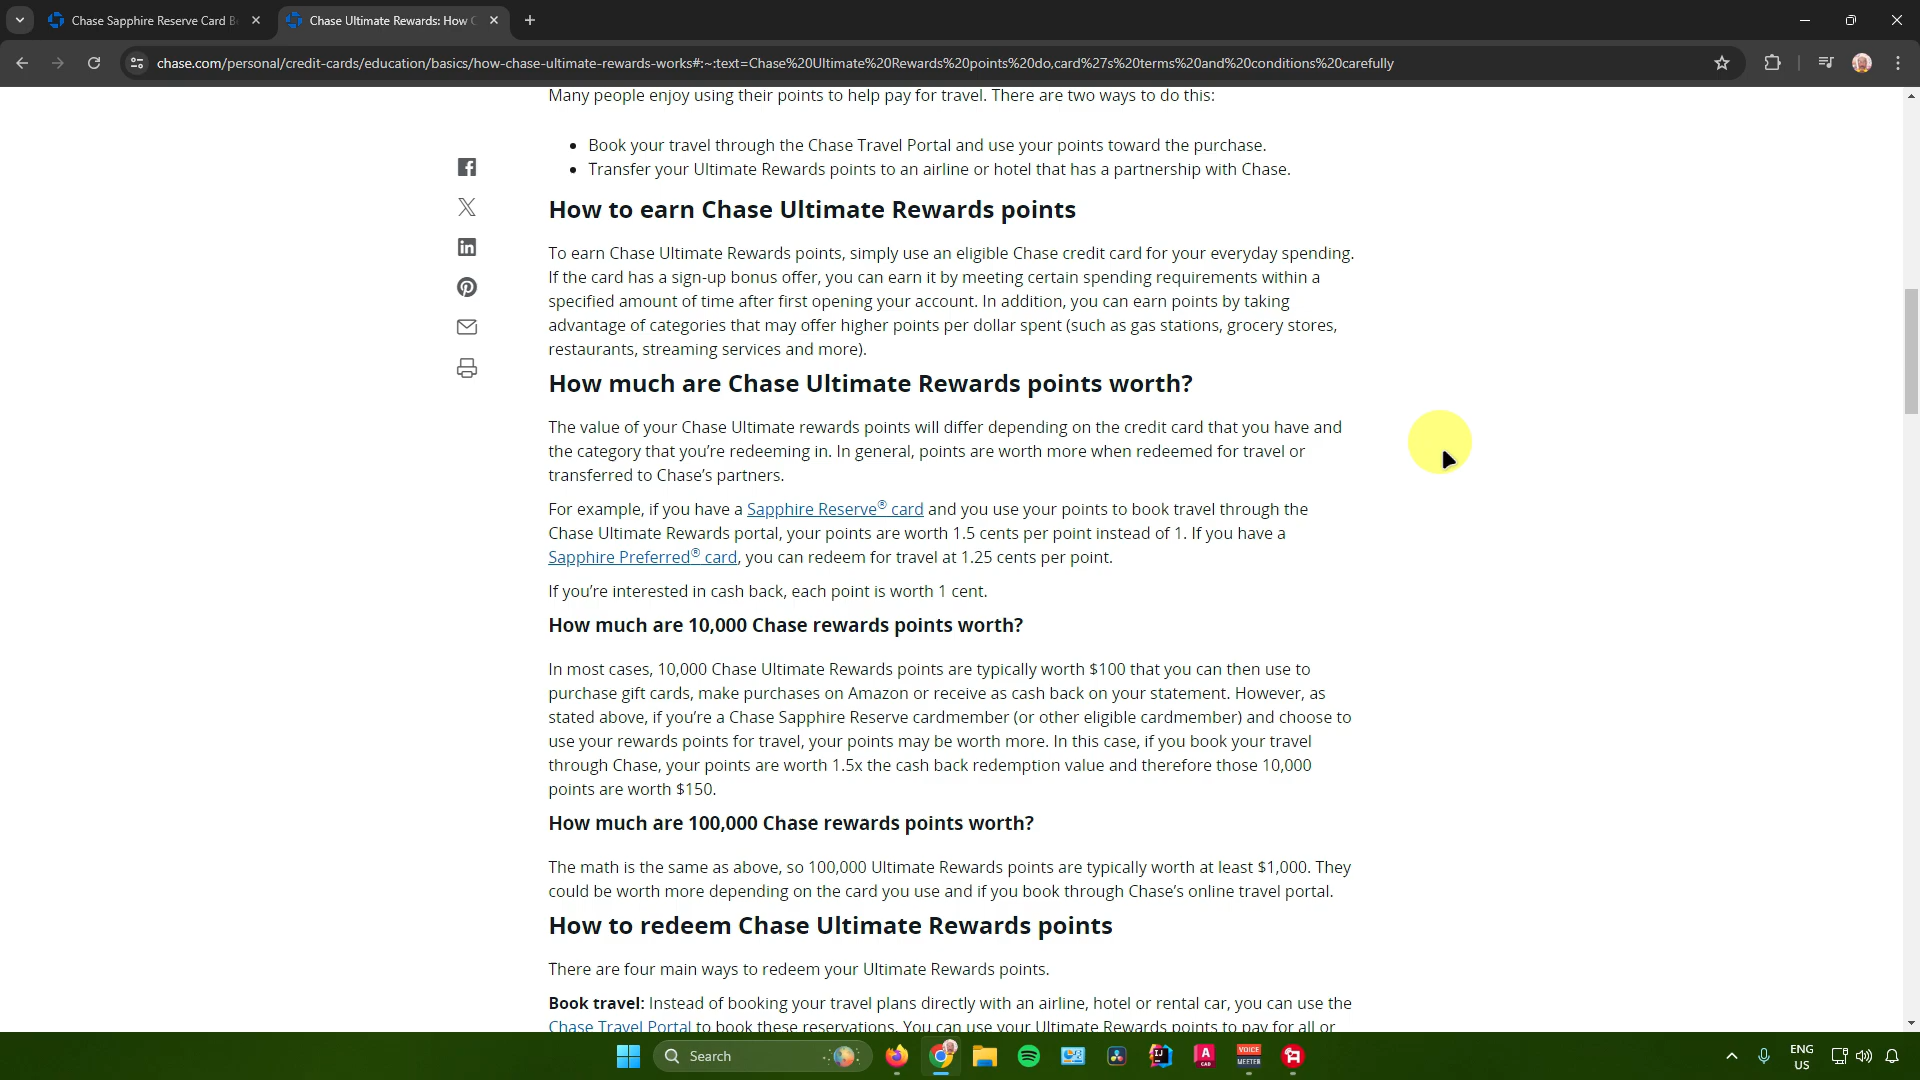 Chase Sapphire Reserve Card B
Chase Ultimate Rewards: How C
chase.com/personal/credit-cards/education/basics/how-chase-ultimate-rewards-works#:~:text=Chase%20Ultimate%20Rewards%20points%20do,card%27s%20terms%20and%20conditions%20carefully
Many people enjoy using their points to help pay for travel. There are two ways to do this:
• Book your travel through the Chase Travel Portal and use your points toward the purchase.
• Transfer your Ultimate Rewards points to an airline or hotel that has a partnership with Chase.
How to earn Chase Ultimate Rewards points
To earn Chase Ultimate Rewards points, simply use an eligible Chase credit card for your everyday spending.
If the card has a sign-up bonus offer, you can earn it by meeting certain spending requirements within a
specified amount of time after first opening your account. In addition, you can earn points by taking
advantage of categories that may offer higher points per dollar spent (such as gas stations, grocery stores,
restaurants, streaming services and more).
How much are Chase Ultimate Rewards points worth?
The value of your Chase Ultimate rewards points will differ depending on the credit card that you have and
the category that you’re redeeming in. In general, points are worth more when redeemed for travel or
transferred to Chase’s partners.
For example, if you have a Sapphire Reserve® card and you use your points to book travel through the
Chase Ultimate Rewards portal, your points are worth 1.5 cents per point instead of 1. If you have a
Sapphire Preferred® card, you can redeem for travel at 1.25 cents per point.
If you’re interested in cash back, each point is worth 1 cent.
How much are 10,000 Chase rewards points worth?
In most cases, 10,000 Chase Ultimate Rewards points are typically worth $100 that you can then use to
purchase gift cards, make purchases on Amazon or receive as cash back on your statement. However, as
stated above, if you’re a Chase Sapphire Reserve cardmember (or other eligible cardmember) and choose to
use your rewards points for travel, your points may be worth more. In this case, if you book your travel
through Chase, your points are worth 1.5x the cash back redemption value and therefore those 10,000
points are worth $150.
How much are 100,000 Chase rewards points worth?
The math is the same as above, so 100,000 Ultimate Rewards points are typically worth at least $1,000. They
could be worth more depending on the card you use and if you book through Chase’s online travel portal.
How to redeem Chase Ultimate Rewards points
There are four main ways to redeem your Ultimate Rewards points.
Book travel: Instead of booking your travel plans directly with an airline, hotel or rental car, you can use the
Chase Travel Portal to book these reservations. You can use your Ultimate Rewards points to pay for all or
Search
VOICE
MEETER
ENG
US